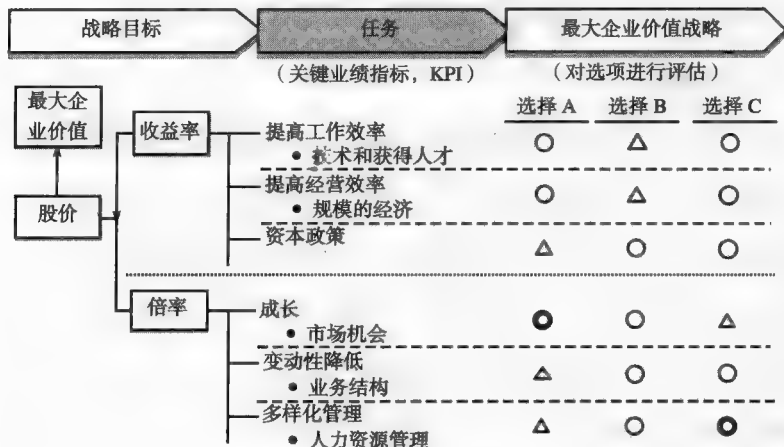 战略目标
任务
最大企业价值战略
（关键业绩指标，KPI）
（对选项进行评估）
选择 A
选择 B
选择 C
最大企
业价值
股价
收益率
提高工作效率
• 技术和获得人才
提高经营效率
• 规模的经济
资本政策
倍率
成长
• 市场机会
变动性降低
• 业务结构
多样化管理
• 人力资源管理